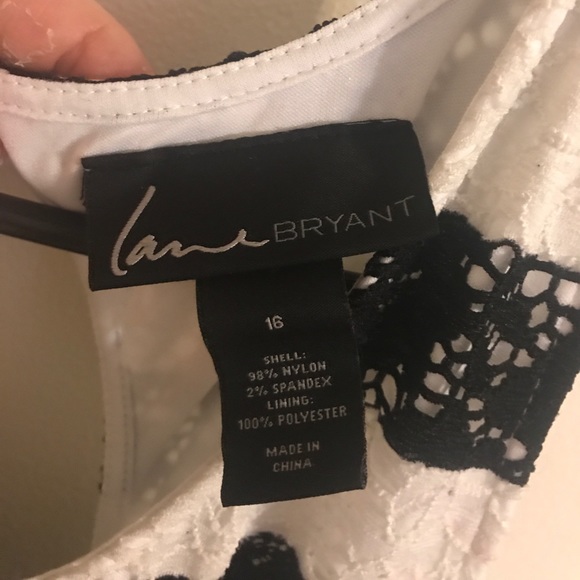 lane BRYANT
16
SHELL:
98% NYLON
2% SPANDEX
LINING:
100% POLYESTER
MADE IN
CHINA